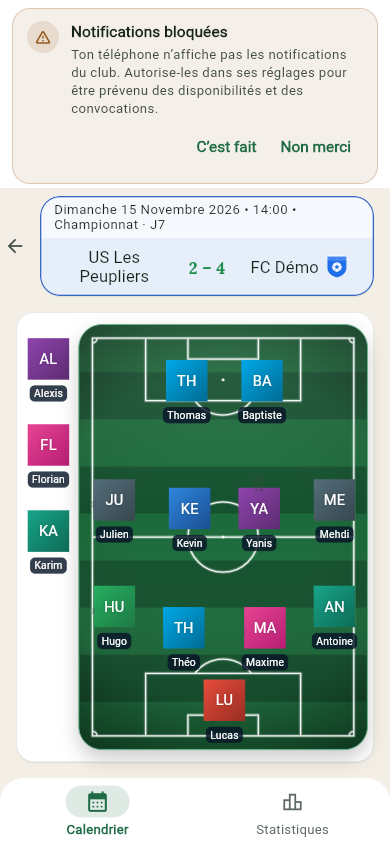 Notifications bloquées
Ton téléphone n’affiche pas les notifications
du club. Autorise-les dans ses réglages pour
être prévenu des disponibilités et des
convocations.
C’est fait Non merci
Dimanche 15 Novembre 2026 • 14:00 •
Championnat · J7
US Les
Peupliers
2 – 4
FC Démo
AL
Alexis
FL
Florian
KA
Karim
TH BA
Thomas Baptiste
JU KE YA ME
Julien Kevin Yanis Mehdi
HU TH MA AN
Hugo Théo Maxime Antoine
LU
Lucas
Calendrier Statistiques